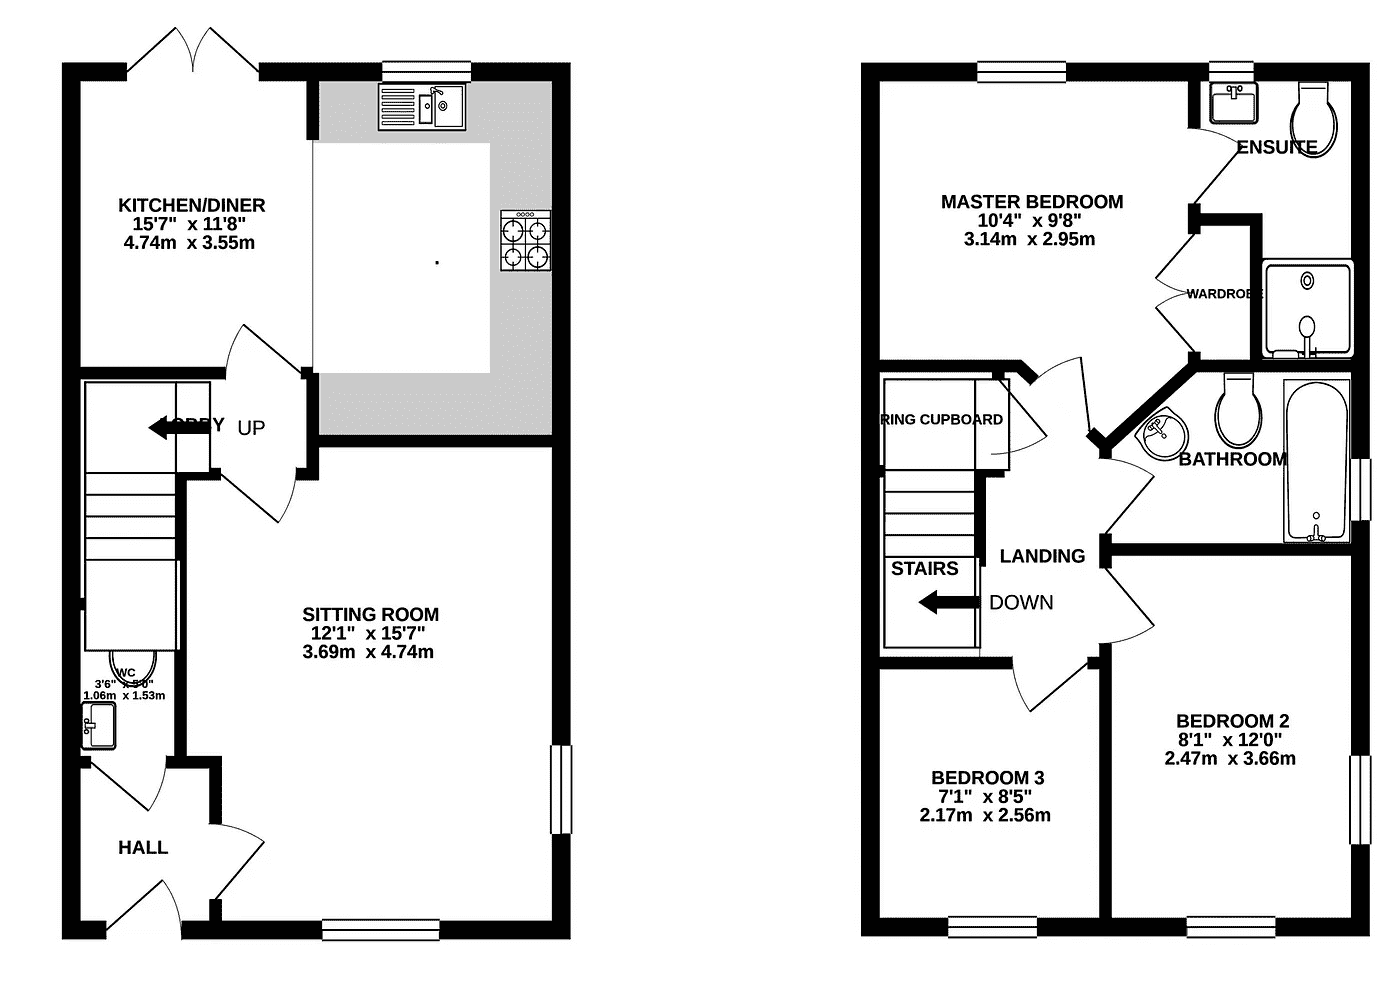 KITCHEN/DINER
15'7" x 11'8"
4.74m x 3.55m
LOBBY
UP
SITTING ROOM
12'1" x 15'7"
3.69m x 4.74m
WC
3'6" x 5'0"
1.06m x 1.53m
HALL
MASTER BEDROOM
10'4" x 9'8"
3.14m x 2.95m
ENSUITE
WARDROBE
RING CUPBOARD
BATHROOM
LANDING
STAIRS
DOWN
BEDROOM 2
8'1" x 12'0"
2.47m x 3.66m
BEDROOM 3
7'1" x 8'5"
2.17m x 2.56m